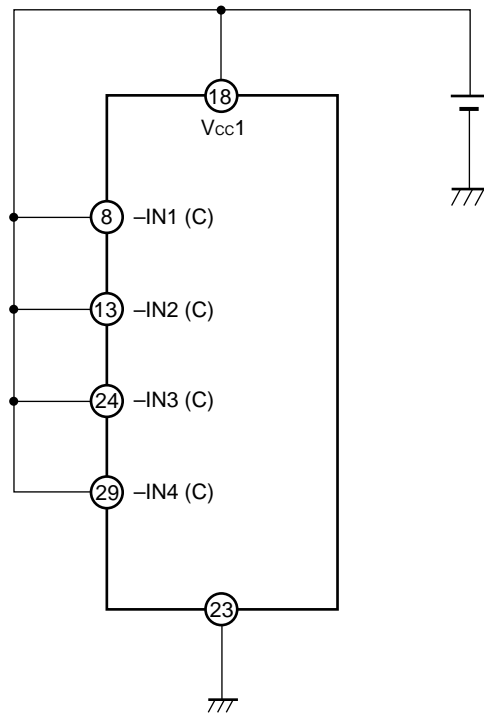 18
Vcc1
8 –IN1 (C)
13 –IN2 (C)
24 –IN3 (C)
29 –IN4 (C)
23